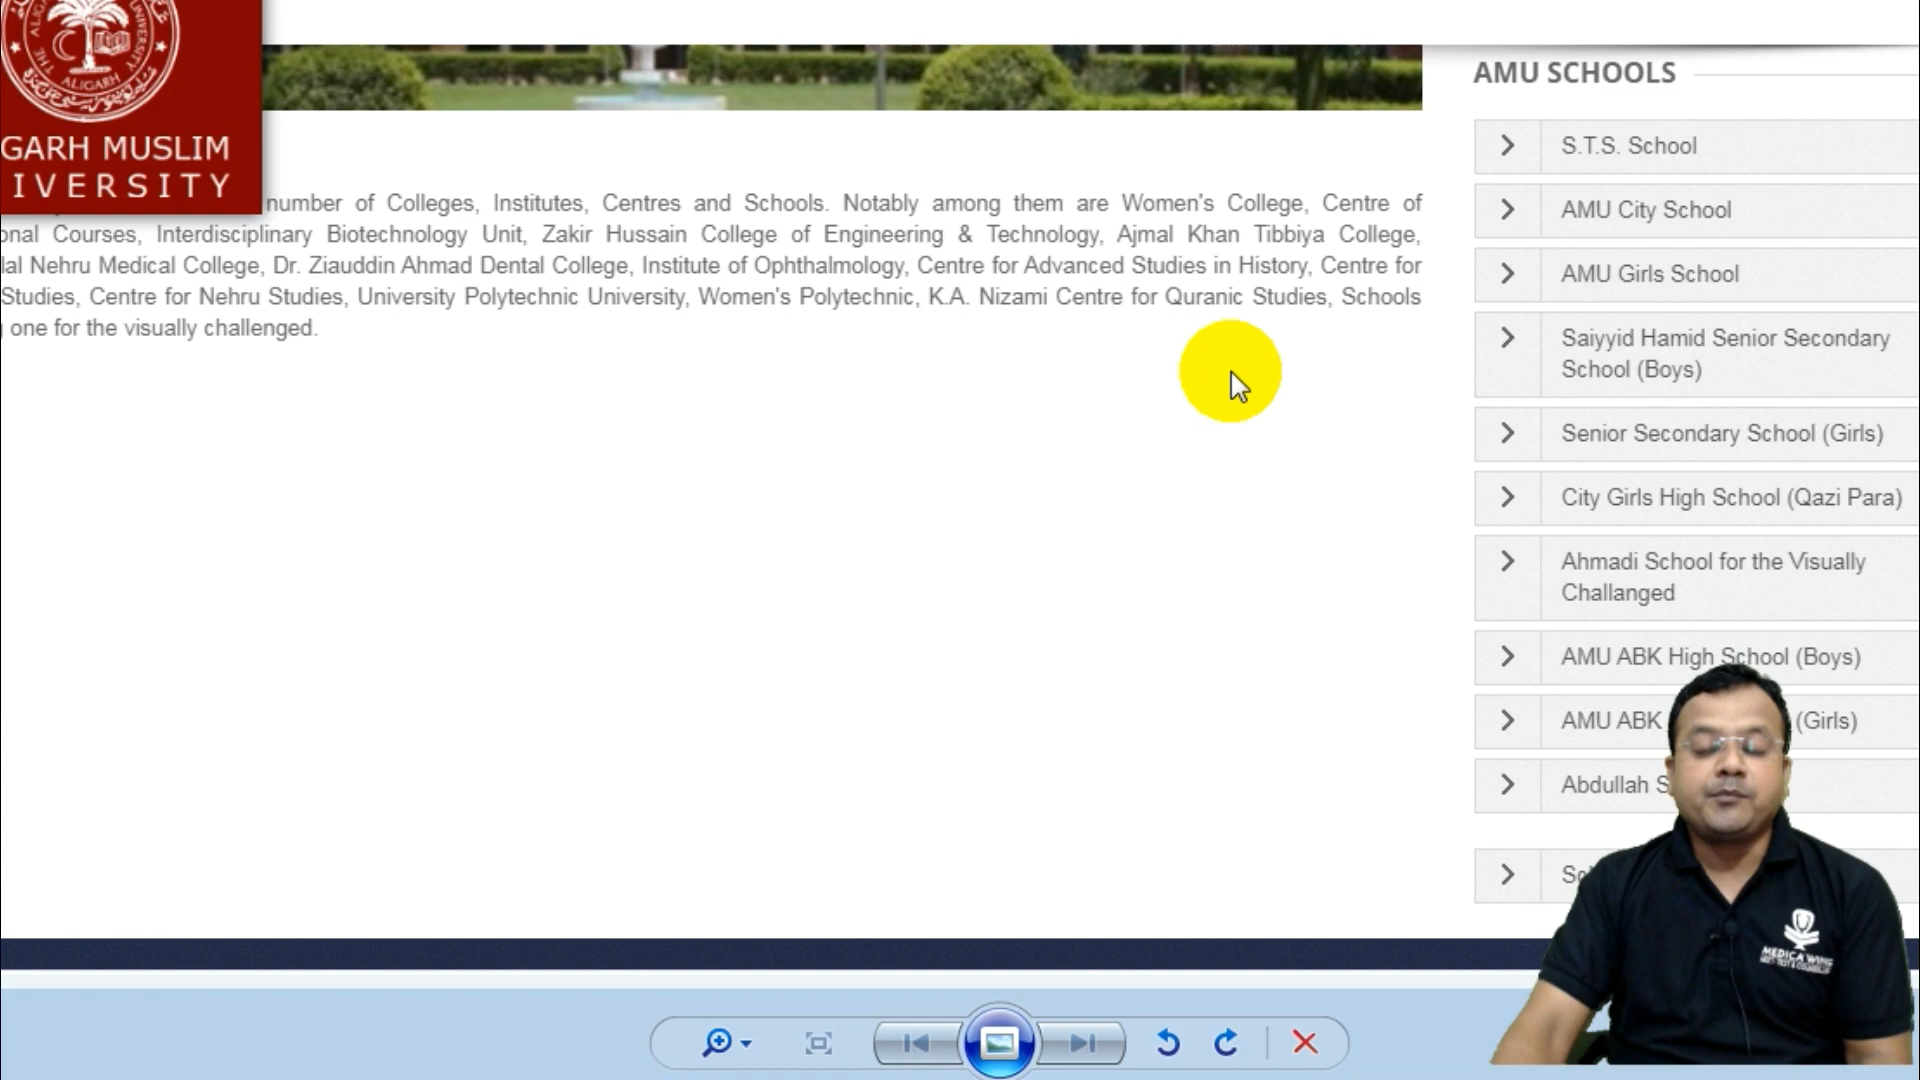 GARH MUSLIM
IVERSITY
number of Colleges, Institutes, Centres and Schools. Notably among them are Women's College, Centre of
onal Courses, Interdisciplinary Biotechnology Unit, Zakir Hussain College of Engineering & Technology, Ajmal Khan Tibbiya College,
lal Nehru Medical College, Dr. Ziauddin Ahmad Dental College, Institute of Ophthalmology, Centre for Advanced Studies in History, Centre for
Studies, Centre for Nehru Studies, University Polytechnic University, Women's Polytechnic, K.A. Nizami Centre for Quranic Studies, Schools
one for the visually challenged.
AMU SCHOOLS
S.T.S. School
AMU City School
AMU Girls School
Saiyyid Hamid Senior Secondary
School (Boys)
Senior Secondary School (Girls)
City Girls High School (Qazi Para)
Ahmadi School for the Visually
Challanged
AMU ABK High School (Boys)
AMU ABK (Girls)
Abdullah S
MEDICA WING